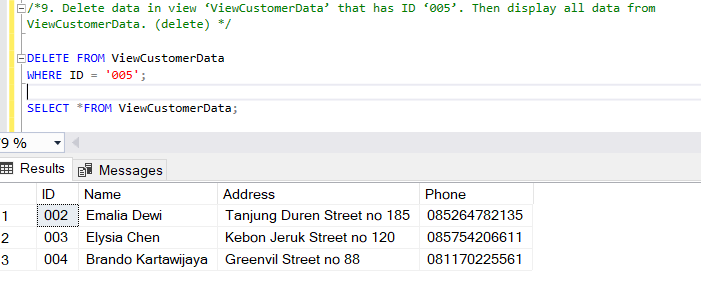 /*9. Delete data in view ‘ViewCustomerData’ that has ID ‘005’. Then display all data from
ViewCustomerData. (delete) */
DELETE FROM ViewCustomerData
WHERE ID = '005';
SELECT *FROM ViewCustomerData;
9 %
Results Messages
ID Name Address Phone
1 002 Emalia Dewi Tanjung Duren Street no 185 085264782135
2 003 Elysia Chen Kebon Jeruk Street no 120 085754206611
3 004 Brando Kartawijaya Greenvil Street no 88 081170225561